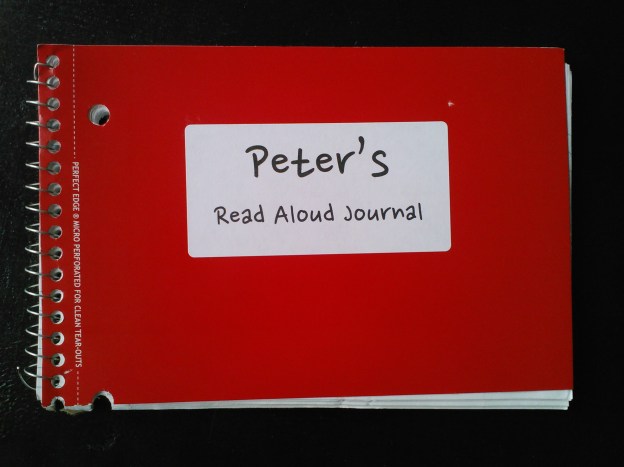 Peter's
Read Aloud Journal
PERFECT EDGE ® MICRO PERFORATED FOR CLEAN TEAR-OUTS